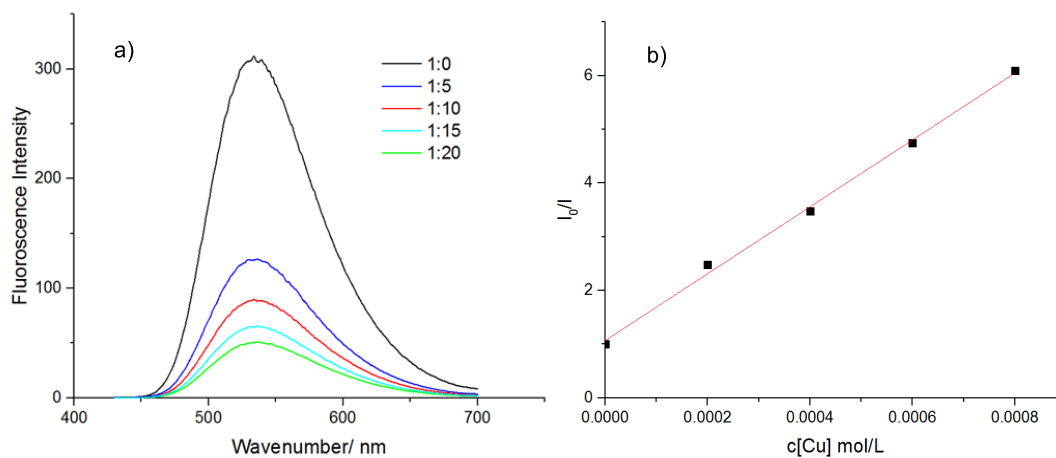 a)
300
200
100
0
Fluorescence Intensity
1:0
1:5
1:10
1:15
1:20
400 500 600 700
Wavenumber/ nm
b)
6
4
2
0
I₀/I
0.0000 0.0002 0.0004 0.0006 0.0008
c[Cu] mol/L